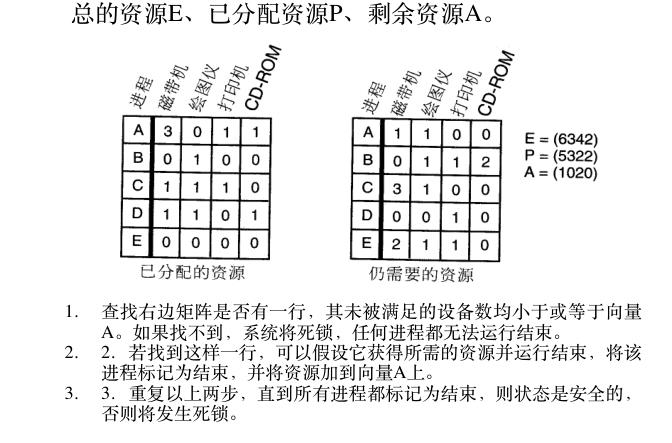 总的资源E、已分配资源P、剩余资源A。
进程 磁带机 绘图仪 打印机 CD-ROM
A 3 0 1 1
B 0 1 0 0
C 1 1 1 0
D 1 1 0 1
E 0 0 0 0
已分配的资源
进程 磁带机 绘图仪 打印机 CD-ROM
A 1 1 0 0
B 0 1 1 2
C 3 1 0 0
D 0 0 1 0
E 2 1 1 0
仍需要的资源
E = (6342)
P = (5322)
A = (1020)
1. 查找右边矩阵是否有一行，其未被满足的设备数均小于或等于向量
A。如果找不到，系统将死锁，任何进程都无法运行结束。
2. 2．若找到这样一行，可以假设它获得所需的资源并运行结束，将该
进程标记为结束，并将资源加到向量A上。
3. 3．重复以上两步，直到所有进程都标记为结束，则状态是安全的，
否则将发生死锁。